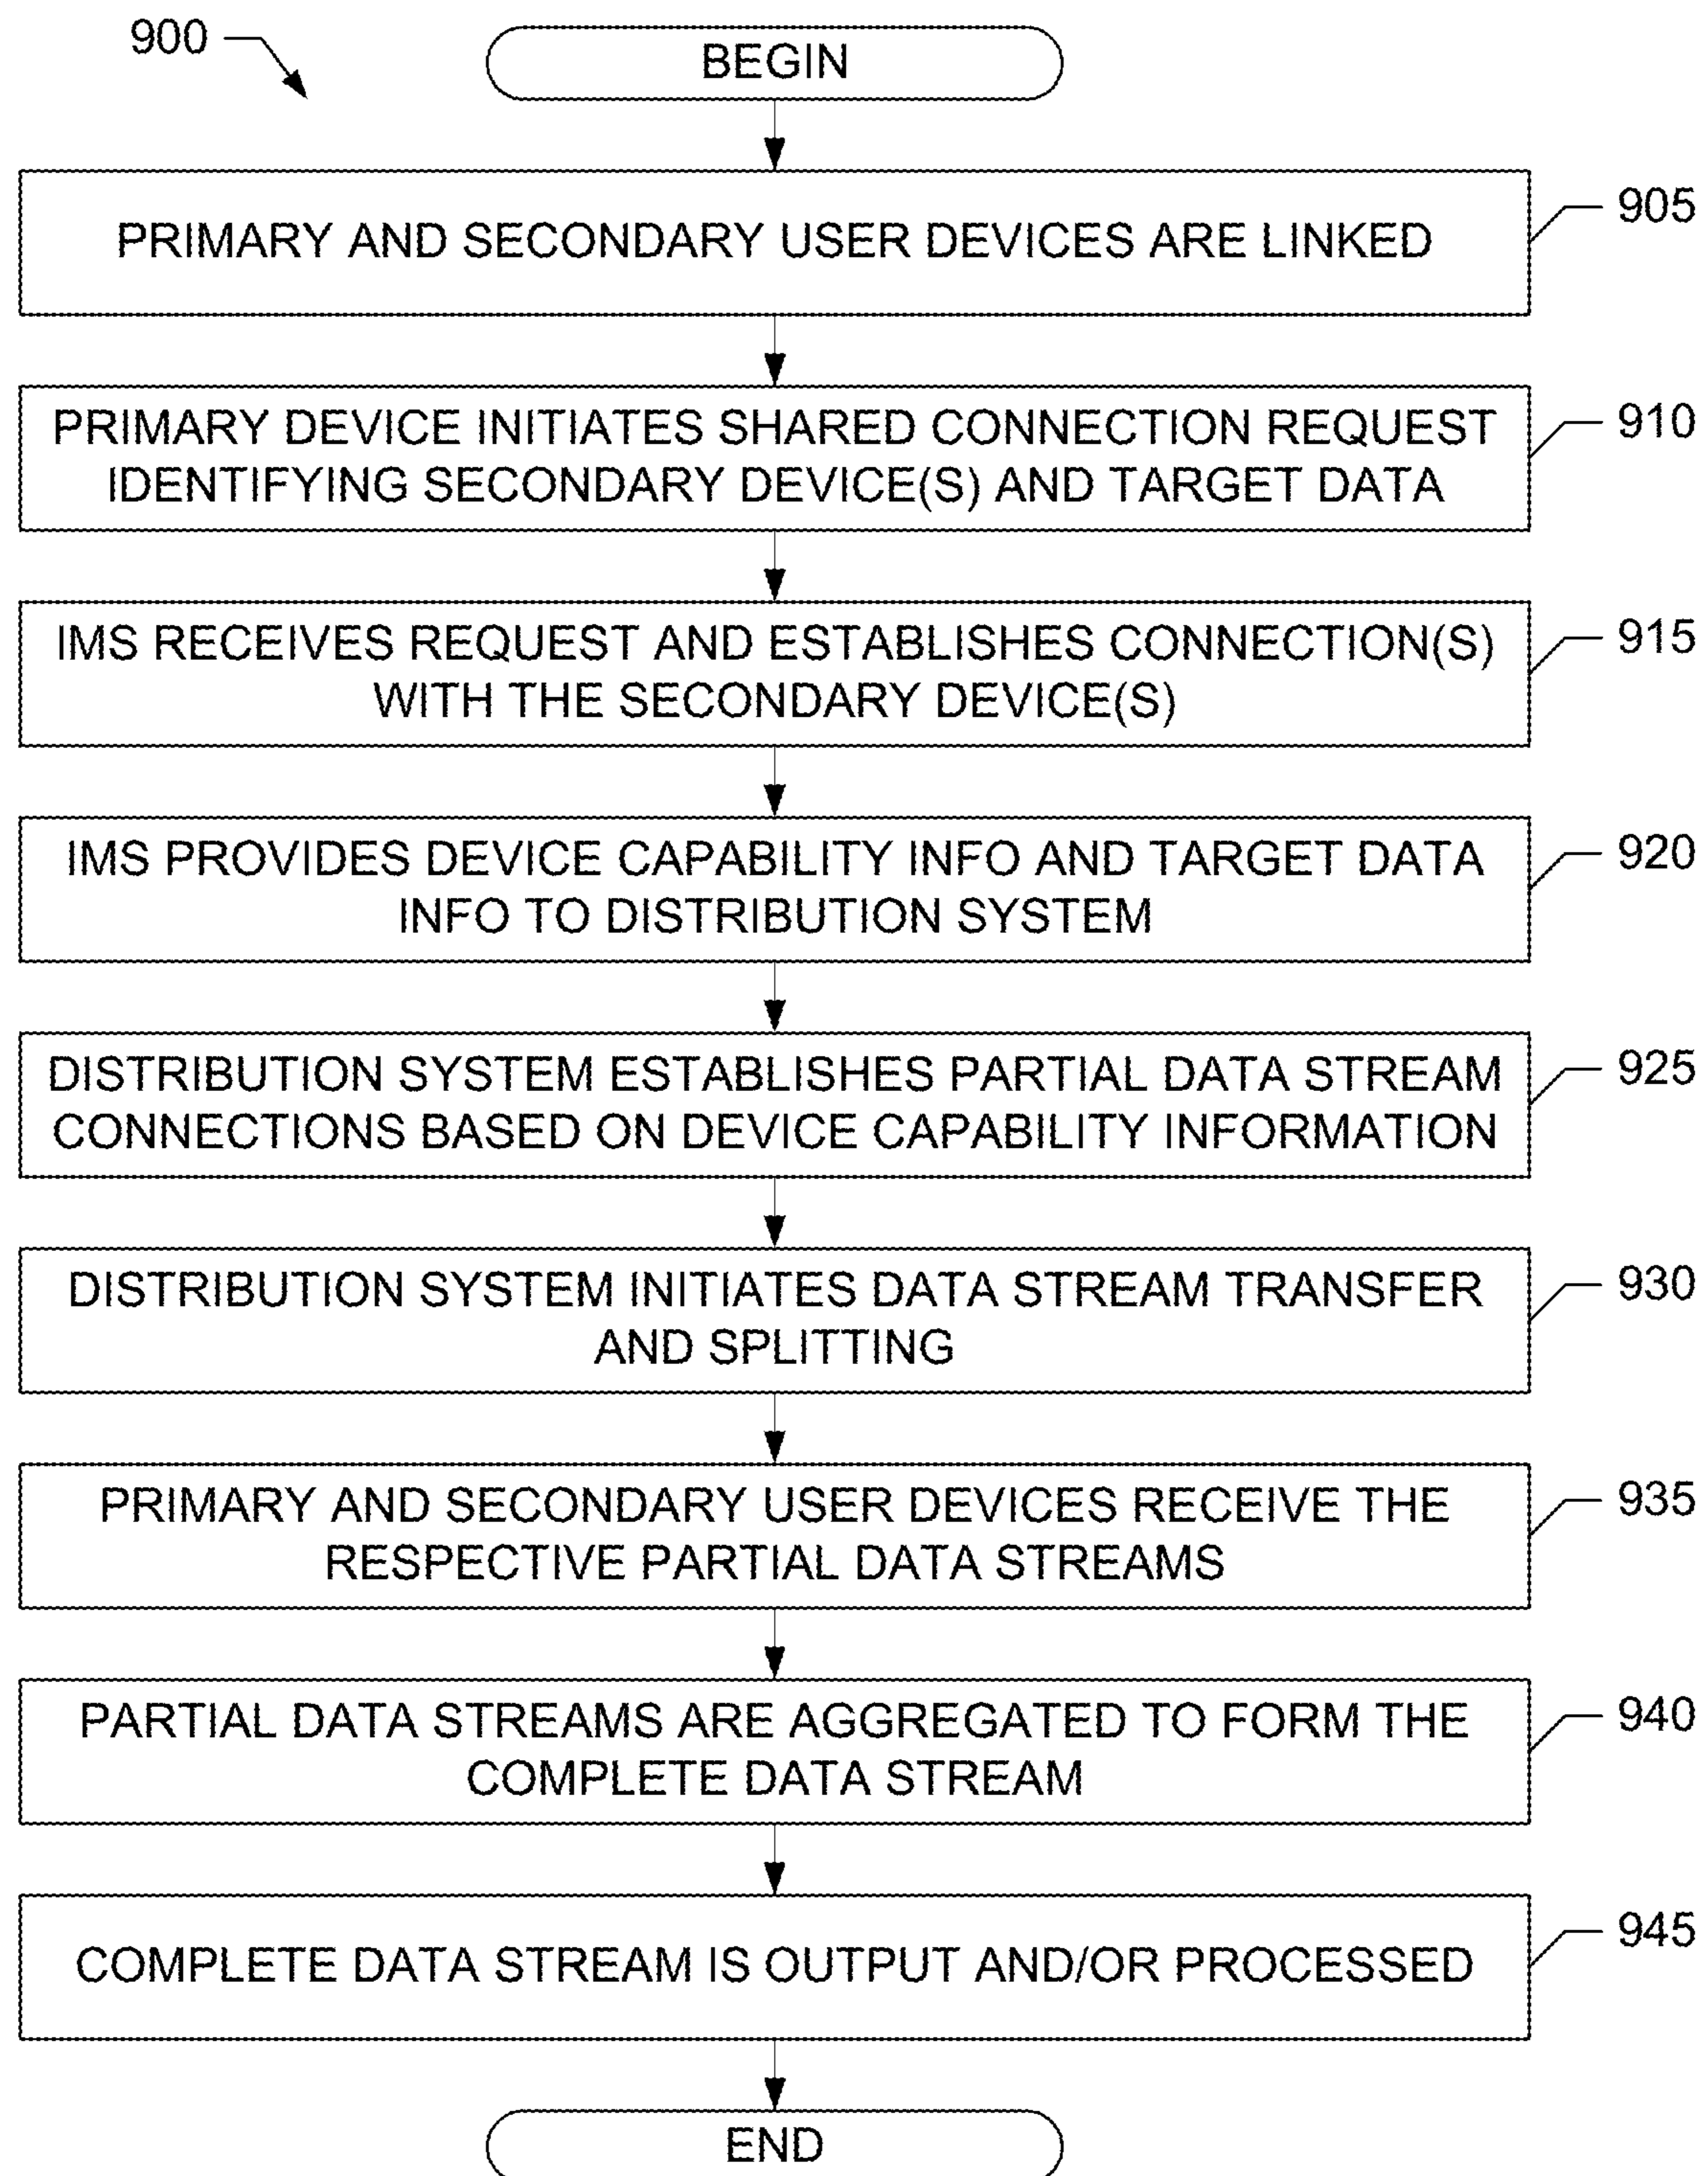 900
BEGIN
PRIMARY AND SECONDARY USER DEVICES ARE LINKED
905
PRIMARY DEVICE INITIATES SHARED CONNECTION REQUEST
IDENTIFYING SECONDARY DEVICE(S) AND TARGET DATA
910
IMS RECEIVES REQUEST AND ESTABLISHES CONNECTION(S)
WITH THE SECONDARY DEVICE(S)
915
IMS PROVIDES DEVICE CAPABILITY INFO AND TARGET DATA
INFO TO DISTRIBUTION SYSTEM
920
DISTRIBUTION SYSTEM ESTABLISHES PARTIAL DATA STREAM
CONNECTIONS BASED ON DEVICE CAPABILITY INFORMATION
925
DISTRIBUTION SYSTEM INITIATES DATA STREAM TRANSFER
AND SPLITTING
930
PRIMARY AND SECONDARY USER DEVICES RECEIVE THE
RESPECTIVE PARTIAL DATA STREAMS
935
PARTIAL DATA STREAMS ARE AGGREGATED TO FORM THE
COMPLETE DATA STREAM
940
COMPLETE DATA STREAM IS OUTPUT AND/OR PROCESSED
945
END